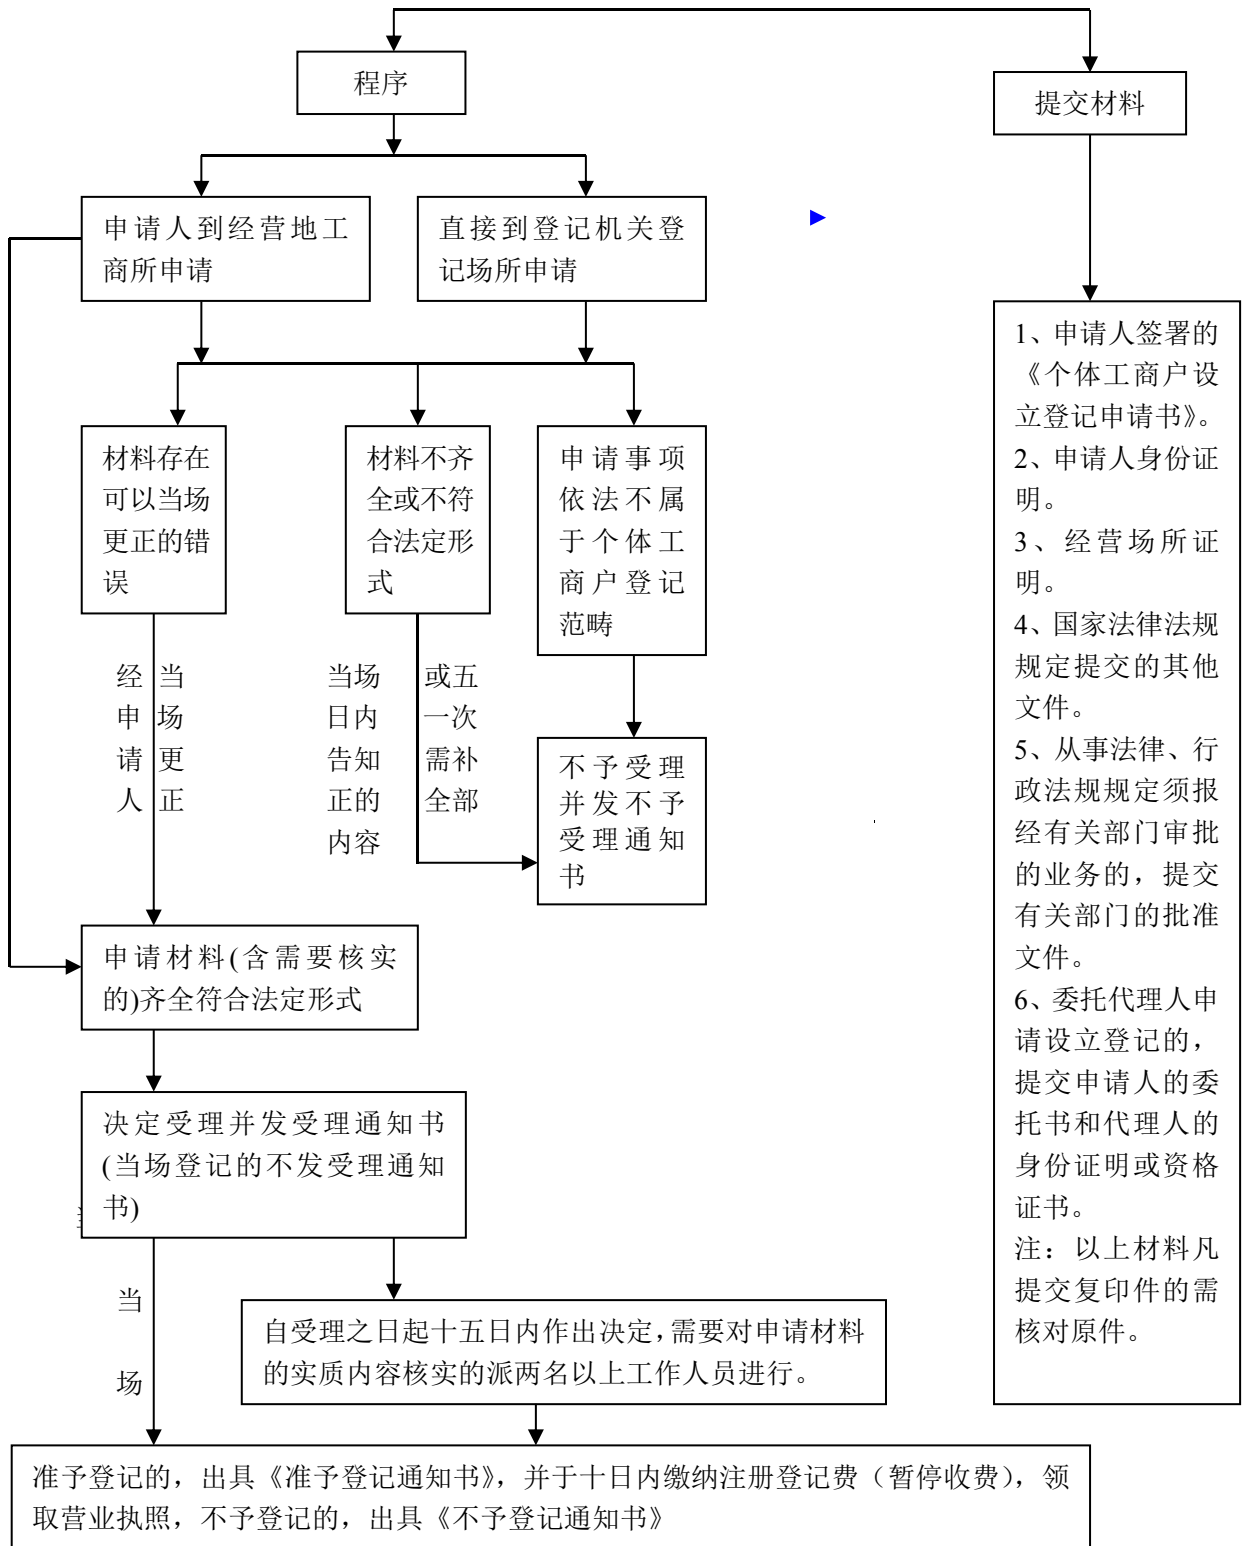 程序
提交材料
申请人到经营地工
商所申请
直接到登记机关登
记场所申请
材料存在
可以当场
更正的错
误
材料不齐
全或不符
合法定形
式
申请事项
依法不属
于个体工
商户登记
范畴
经 当
申 场
请 更
人 正
当场 或五
日内 一次
告知 需补
正的 全部
内容
不予受理
并发不予
受理通知
书
申请材料(含需要核实
的)齐全符合法定形式
决定受理并发受理通知书
(当场登记的不发受理通知
书)
当
场
自受理之日起十五日内作出决定，需要对申请材料
的实质内容核实的派两名以上工作人员进行。
准予登记的，出具《准予登记通知书》，并于十日内缴纳注册登记费（暂停收费），领
取营业执照，不予登记的，出具《不予登记通知书》
1、申请人签署的
《个体工商户设
立登记申请书》。
2、申请人身份证
明。
3、经营场所证
明。
4、国家法律法规
规定提交的其他
文件。
5、从事法律、行
政法规规定须报
经有关部门审批
的业务的，提交
有关部门的批准
文件。
6、委托代理人申
请设立登记的，
提交申请人的委
托书和代理人的
身份证明或资格
证书。
注：以上材料凡
提交复印件的需
核对原件。